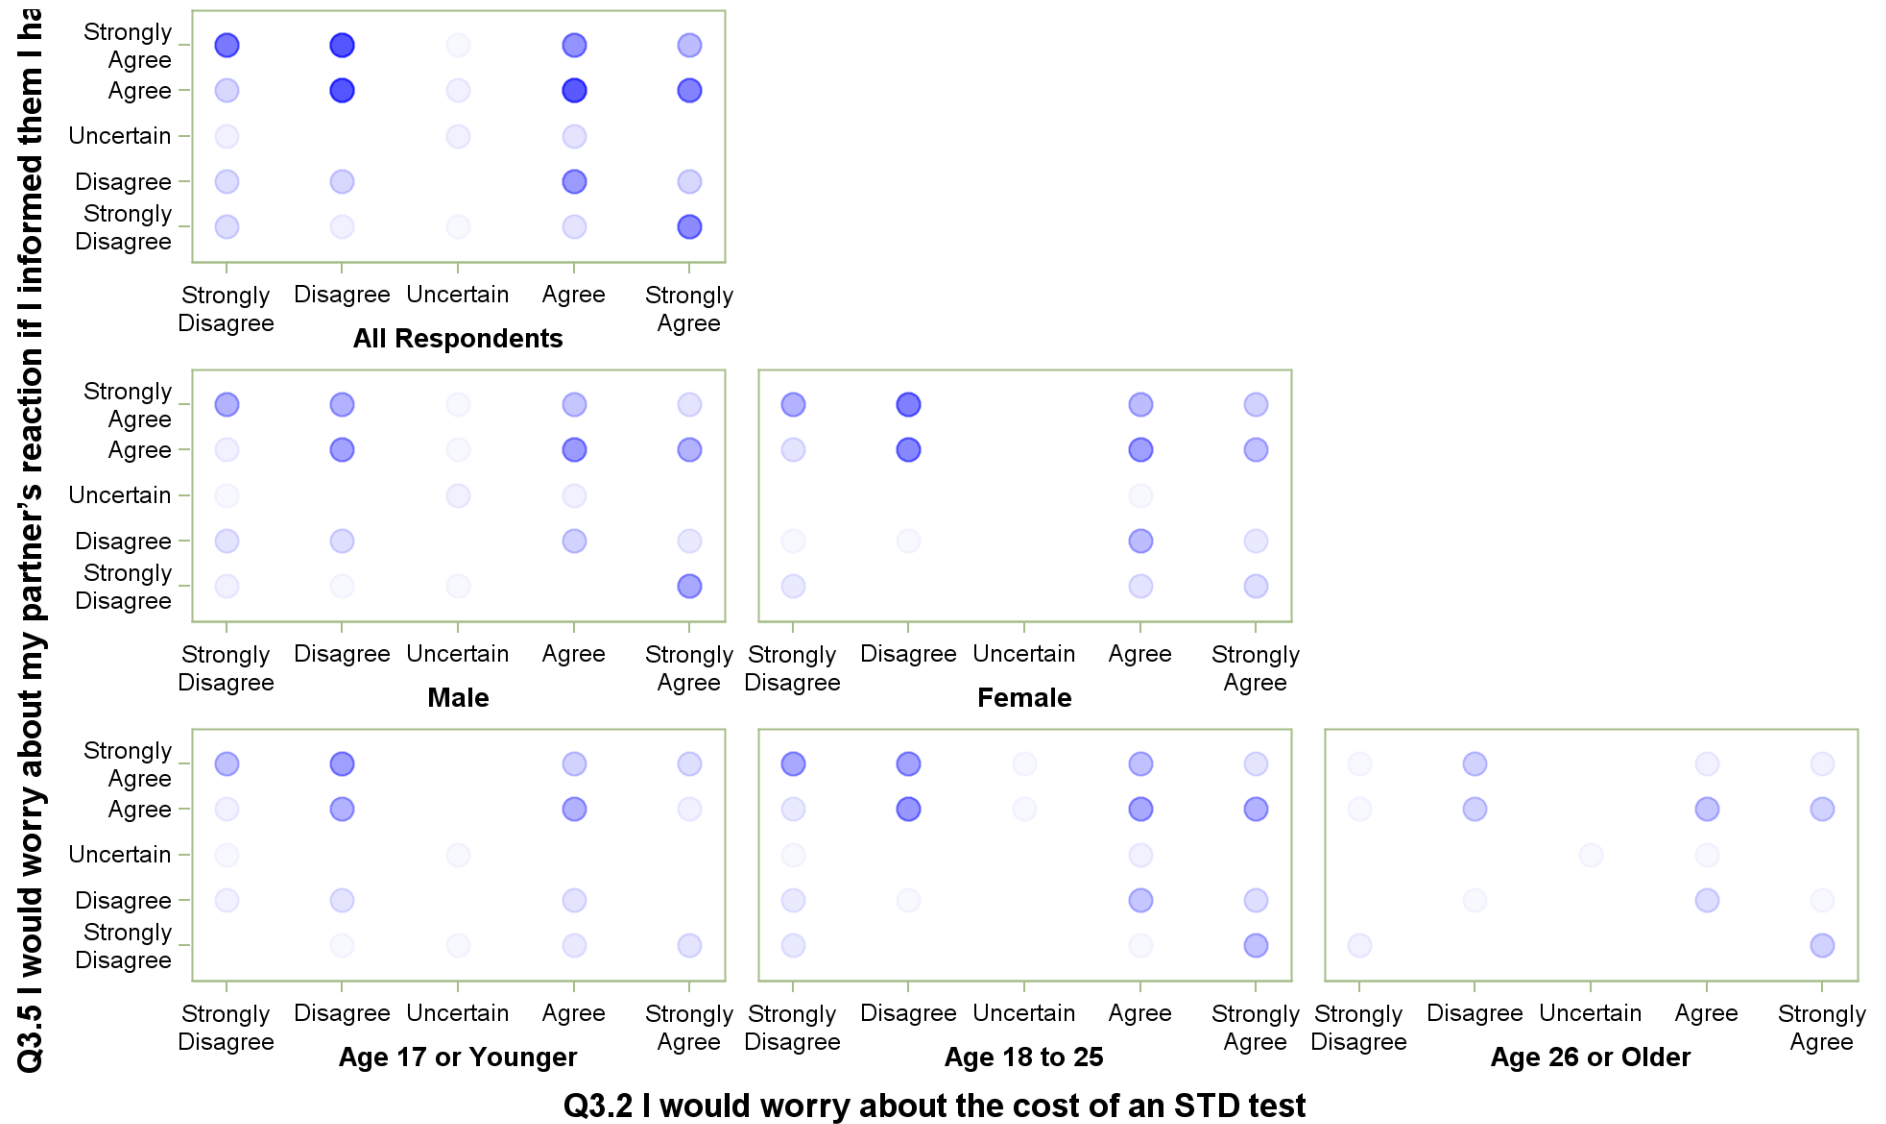 Q3.5 I would worry about my partner’s reaction if I informed them I ha
Strongly
Agree
Agree
Uncertain
Disagree
Strongly
Disagree
Strongly Disagree Uncertain Agree Strongly
Disagree Agree
All Respondents
Strongly
Agree
Agree
Uncertain
Disagree
Strongly
Disagree
Strongly Disagree Uncertain Agree Strongly Strongly Disagree Uncertain Agree Strongly
Disagree Agree Disagree Agree
Male Female
Strongly
Agree
Agree
Uncertain
Disagree
Strongly
Disagree
Strongly Disagree Uncertain Agree Strongly Strongly Disagree Uncertain Agree Strongly Strongly Disagree Uncertain Agree Strongly
Disagree Agree Disagree Agree Disagree Agree
Age 17 or Younger Age 18 to 25 Age 26 or Older
Q3.2 I would worry about the cost of an STD test